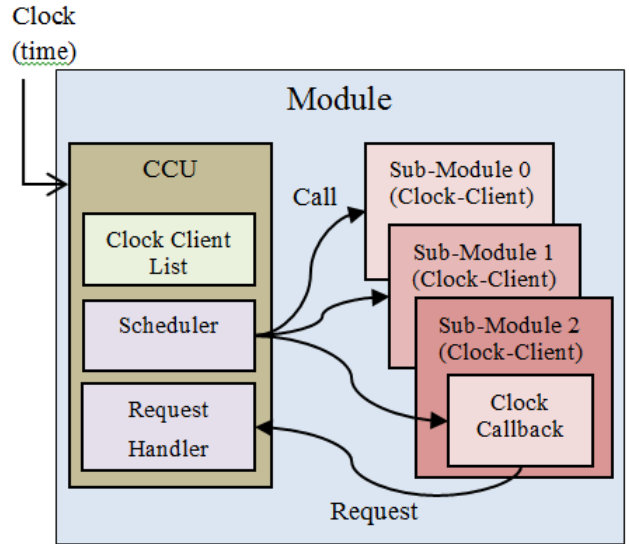 Clock
(time)
Module
CCU
Clock Client
List
Scheduler
Request
Handler
Call
Sub-Module 0
(Clock-Client)
Sub-Module 1
(Clock-Client)
Sub-Module 2
(Clock-Client)
Clock
Callback
Request